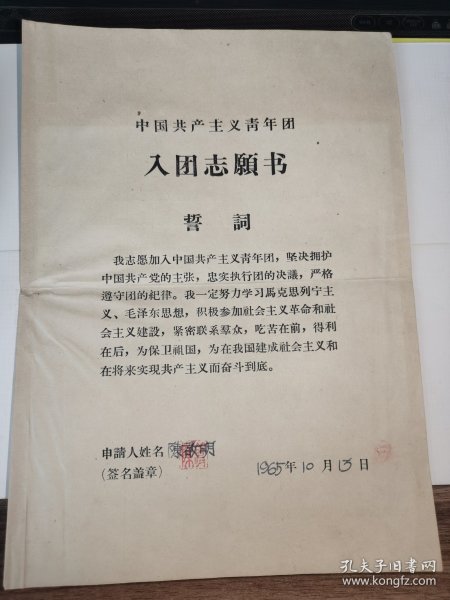 中国共产主义青年团
入团志願书
誓詞
我志愿加入中国共产主义青年团，坚决拥护
中国共产党的主张，忠实执行团的决議，严格
遵守团的紀律。我一定努力学习馬克思列宁主
义、毛泽东思想，积极参加社会主义革命和社
会主义建設，紧密联系羣众，吃苦在前，得利
在后，为保卫祖国，为在我国建成社会主义和
在将来实现共产主义而奋斗到底。
申請人姓名 陳 明
(签名盖章) 1965年10月13日
孔夫子旧书网
www.kongfz.com